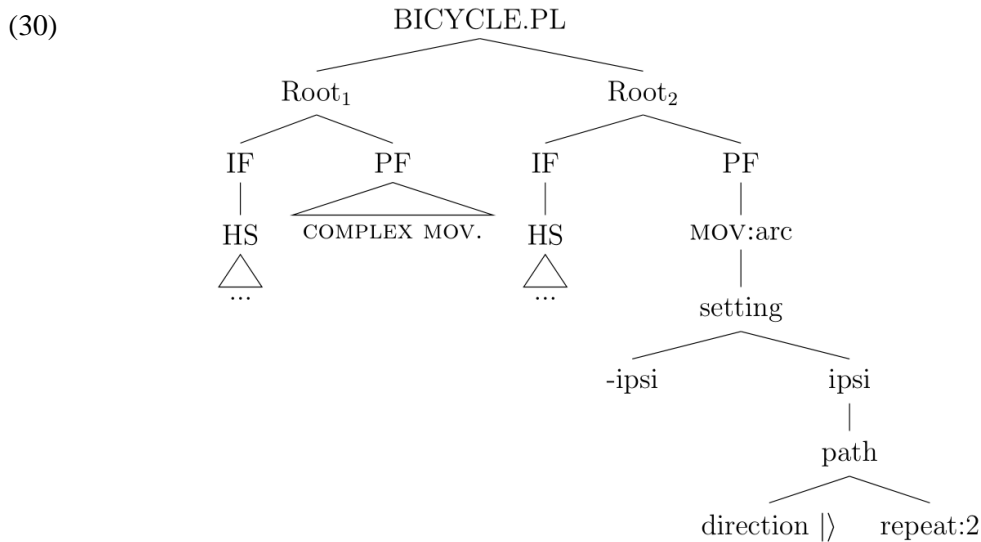 (30)
BICYCLE.PL
Root₁ Root₂
IF PF IF PF
HS COMPLEX MOV. HS MOV:arc
... ...
setting
-ipsi ipsi
path
direction |⟩ repeat:2